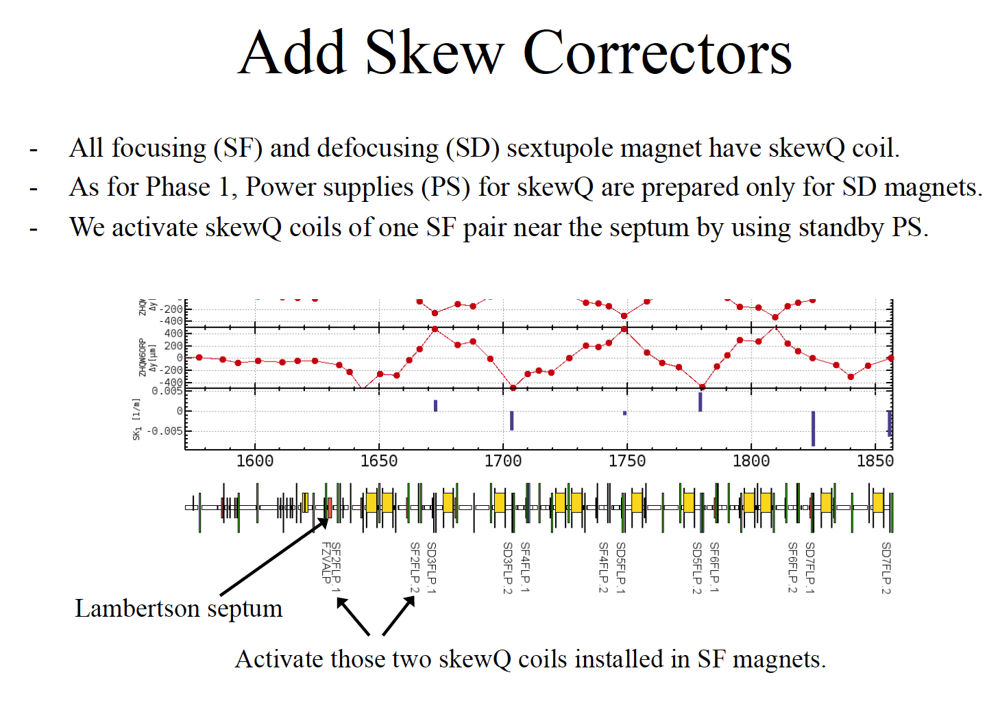 Add Skew Correctors
- All focusing (SF) and defocusing (SD) sextupole magnet have skewQ coil.
- As for Phase 1, Power supplies (PS) for skewQ are prepared only for SD magnets.
- We activate skewQ coils of one SF pair near the septum by using standby PS.
Δy[
-200
-400
ZHQW6ORP
Δy[µm]
400
200
0
-200
-400
SK1 [1/m]
0.005
0
-0.005
1600 1650 1700 1750 1800 1850
FZVALP
SF2FLP.1
SF2FLP.2
SD3FLP.1
SD3FLP.2
SF4FLP.1
SF4FLP.2
SD5FLP.1
SD5FLP.2
SF6FLP.1
SF6FLP.2
SD7FLP.1
SD7FLP.2
Lambertson septum
Activate those two skewQ coils installed in SF magnets.